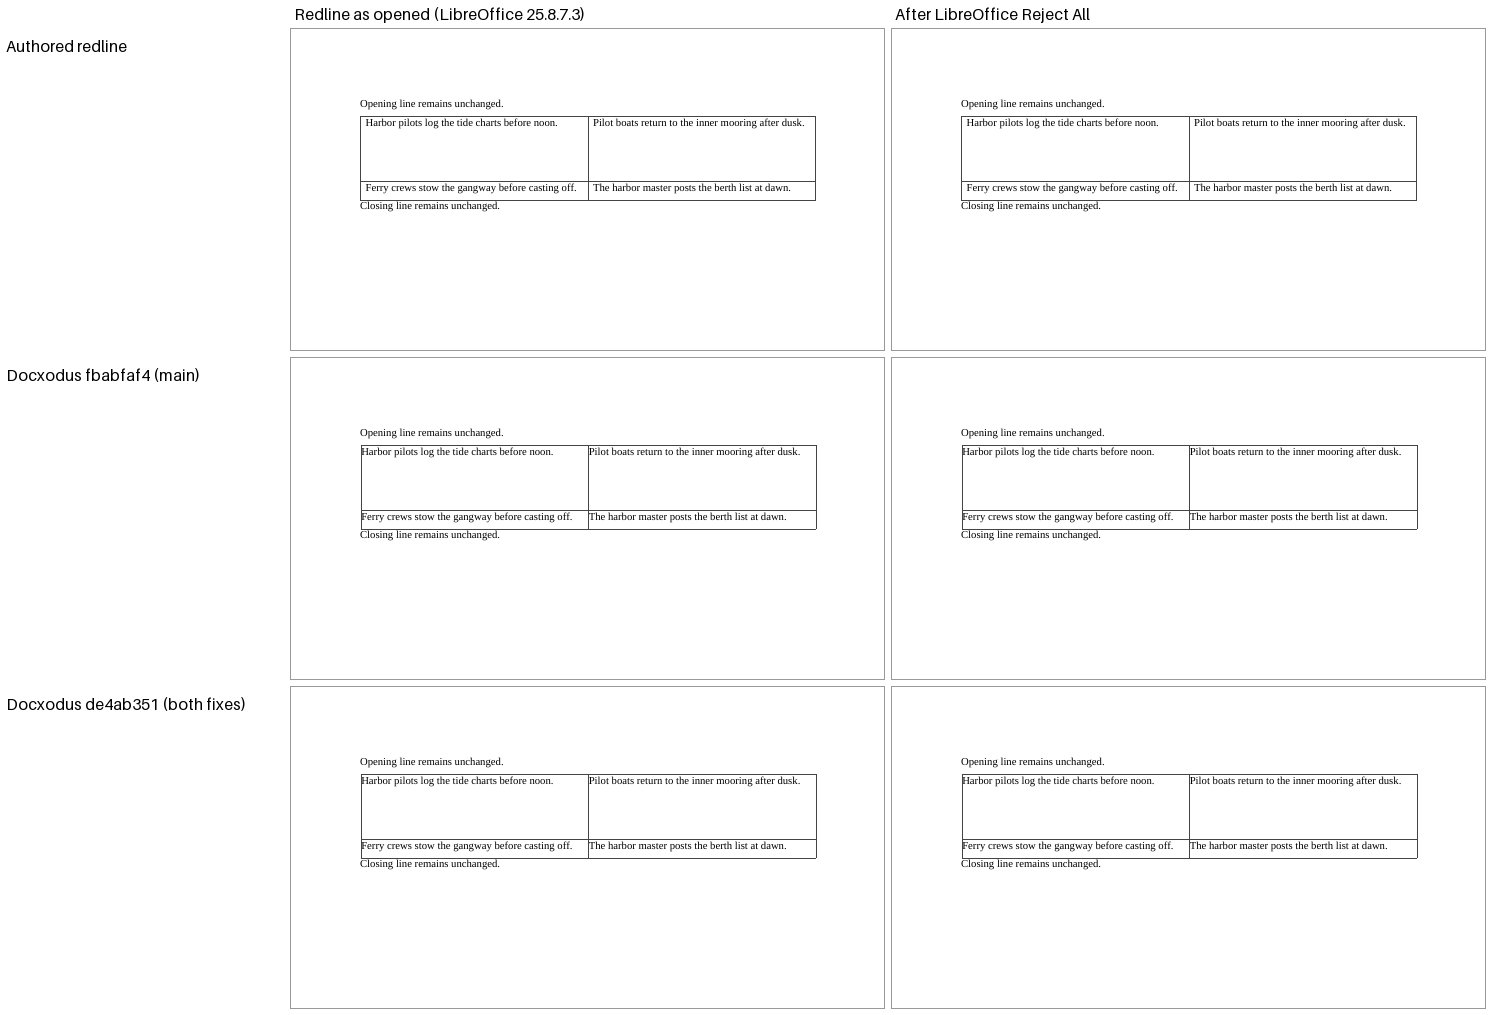 Redline as opened (LibreOffice 25.8.7.3)
After LibreOffice Reject All
Authored redline
Opening line remains unchanged.
Harbor pilots log the tide charts before noon.
Pilot boats return to the inner mooring after dusk.
Ferry crews stow the gangway before casting off.
The harbor master posts the berth list at dawn.
Closing line remains unchanged.
Opening line remains unchanged.
Harbor pilots log the tide charts before noon.
Pilot boats return to the inner mooring after dusk.
Ferry crews stow the gangway before casting off.
The harbor master posts the berth list at dawn.
Closing line remains unchanged.
Docxodus fbabfaf4 (main)
Opening line remains unchanged.
Harbor pilots log the tide charts before noon.
Pilot boats return to the inner mooring after dusk.
Ferry crews stow the gangway before casting off.
The harbor master posts the berth list at dawn.
Closing line remains unchanged.
Opening line remains unchanged.
Harbor pilots log the tide charts before noon.
Pilot boats return to the inner mooring after dusk.
Ferry crews stow the gangway before casting off.
The harbor master posts the berth list at dawn.
Closing line remains unchanged.
Docxodus de4ab351 (both fixes)
Opening line remains unchanged.
Harbor pilots log the tide charts before noon.
Pilot boats return to the inner mooring after dusk.
Ferry crews stow the gangway before casting off.
The harbor master posts the berth list at dawn.
Closing line remains unchanged.
Opening line remains unchanged.
Harbor pilots log the tide charts before noon.
Pilot boats return to the inner mooring after dusk.
Ferry crews stow the gangway before casting off.
The harbor master posts the berth list at dawn.
Closing line remains unchanged.